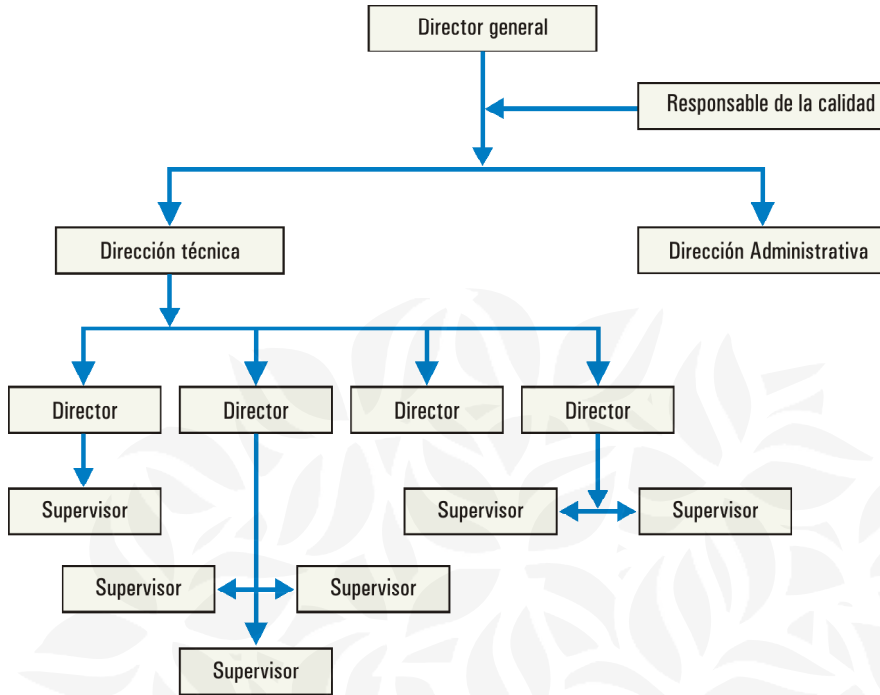 Director general
Responsable de la calidad
Dirección técnica
Dirección Administrativa
Director
Director
Director
Director
Supervisor
Supervisor
Supervisor
Supervisor
Supervisor
Supervisor